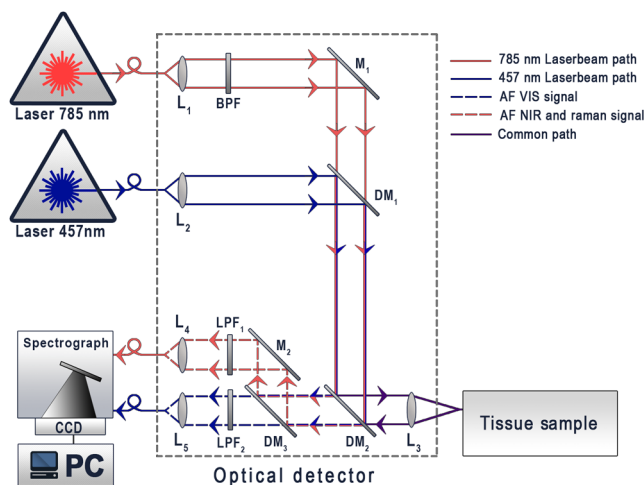 Laser 785 nm
L1
BPF
M1
785 nm Laserbeam path
457 nm Laserbeam path
AF VIS signal
AF NIR and raman signal
Common path
Laser 457nm
L2
DM1
Spectrograph
CCD
PC
L4
LPF1
M2
L5
LPF2
DM3
DM2
L3
Tissue sample
Optical detector